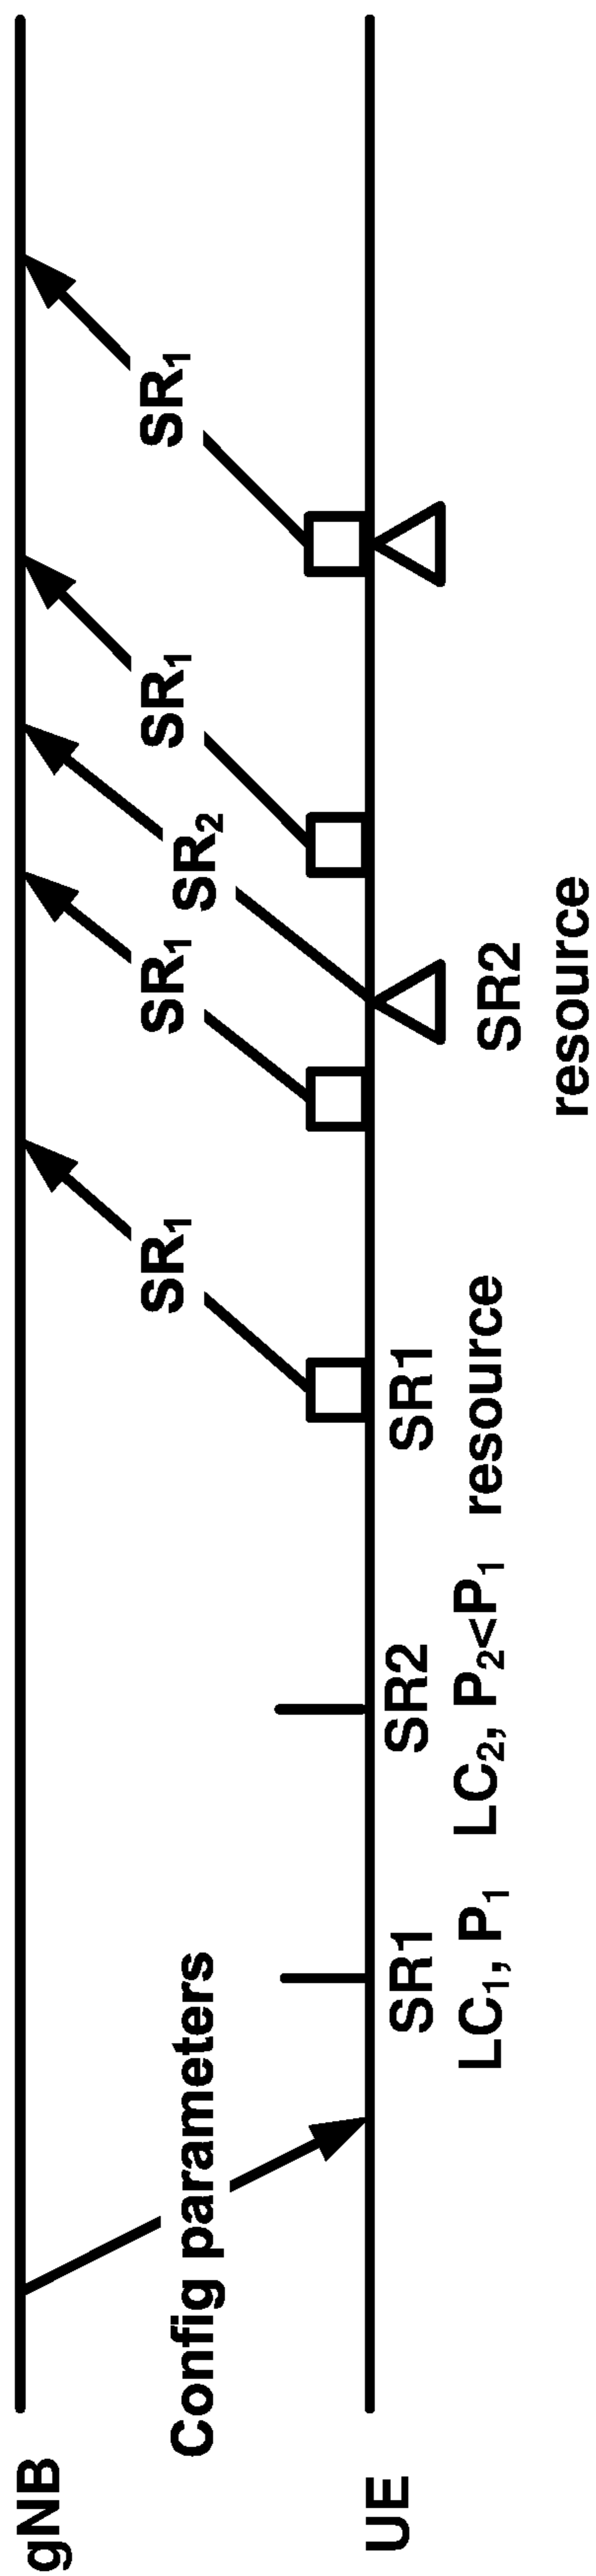 gNB
Config parameters
SR₁
SR₁
SR₂
SR₁
SR₁
UE
SR1
LC₁, P₁
SR2
LC₂, P₂<P₁
SR1
resource
SR2
resource